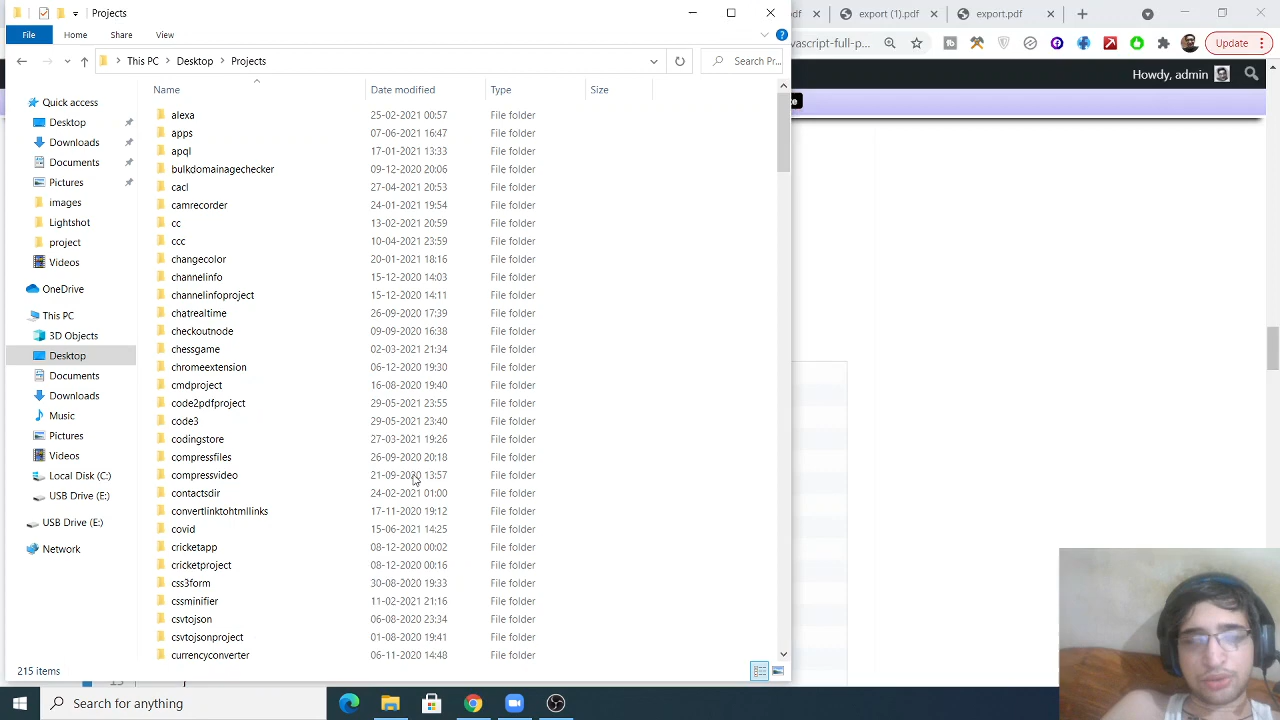 Projects
export (1).pdf
export.pdf
File
Home
Share
View
avascript-full-p...
Update
This PC
Desktop
Projects
Search Pr...
Howdy, admin
Name
Date modified
Type
Size
Quick access
Desktop
Downloads
Documents
Pictures
images
Lightshot
project
Videos
OneDrive
This PC
3D Objects
Desktop
Documents
Downloads
Music
Pictures
Videos
Local Disk (C:)
USB Drive (E:)
USB Drive (E:)
Network
alexa 25-02-2021 00:57 File folder
apps 07-06-2021 16:47 File folder
apql 17-01-2021 13:33 File folder
bulkdomainagechecker 09-12-2020 20:06 File folder
cacl 27-04-2021 20:53 File folder
camrecorder 24-01-2021 19:54 File folder
cc 13-02-2021 20:59 File folder
ccc 10-04-2021 23:59 File folder
changecolor 20-01-2021 18:16 File folder
channelinfo 15-12-2020 14:03 File folder
channelinfoproject 15-12-2020 14:11 File folder
chatrealtime 26-09-2020 17:39 File folder
checkoutnode 09-09-2020 16:38 File folder
chessgame 02-03-2021 21:34 File folder
chromeextension 06-12-2020 19:30 File folder
cmdproject 16-08-2020 19:40 File folder
code2pdfproject 29-05-2021 23:55 File folder
code3 29-05-2021 23:40 File folder
codingstore 27-03-2021 19:26 File folder
compressfiles 26-09-2020 20:18 File folder
compressvideo 21-09-2020 13:57 File folder
contactsdir 24-02-2021 01:00 File folder
convertlinktohtmllinks 17-11-2020 19:12 File folder
covid 15-06-2021 14:25 File folder
cricketapp 08-12-2020 00:02 File folder
cricketproject 08-12-2020 00:16 File folder
css3form 30-08-2020 19:33 File folder
cssminifier 11-02-2021 21:16 File folder
csvtojson 06-08-2020 23:34 File folder
csvtojsonproject 01-08-2020 19:41 File folder
currencyconverter 06-11-2020 14:48 File folder
215 items
Search for anything